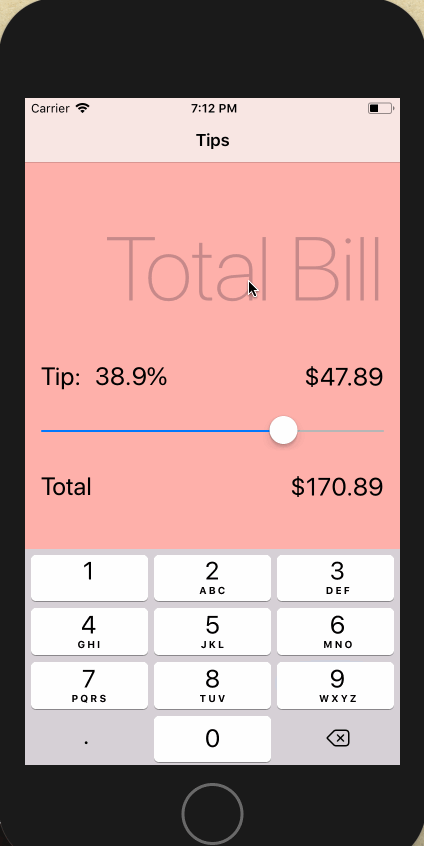 Carrier 7:12 PM
Tips
Total Bill
Tip: 38.9% $47.89
Total $170.89
1 2 3
ABC DEF
4 5 6
GHI JKL MNO
7 8 9
PQRS TUV WXYZ
. 0